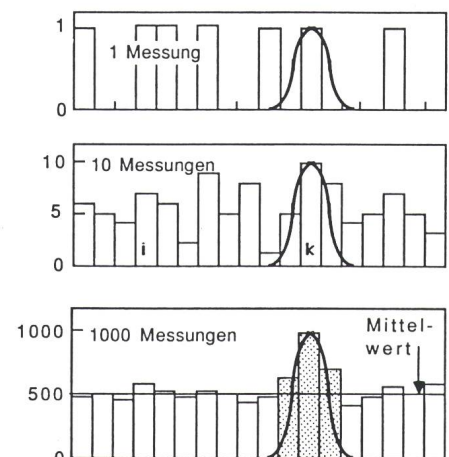 1
1 Messung
0
10
10 Messungen
5
i
k
0
1000
1000 Messungen
Mittel-
wert
500
0